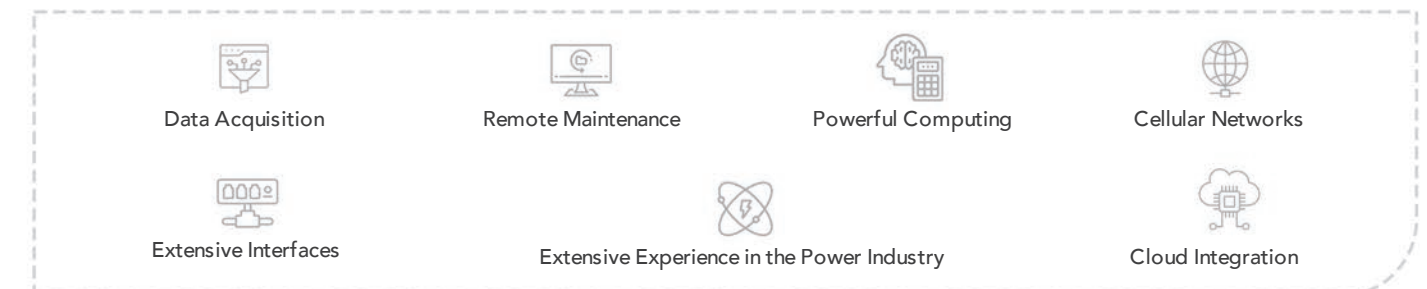 Data Acquisition
Remote Maintenance
Powerful Computing
Cellular Networks
Extensive Interfaces
Extensive Experience in the Power Industry
Cloud Integration